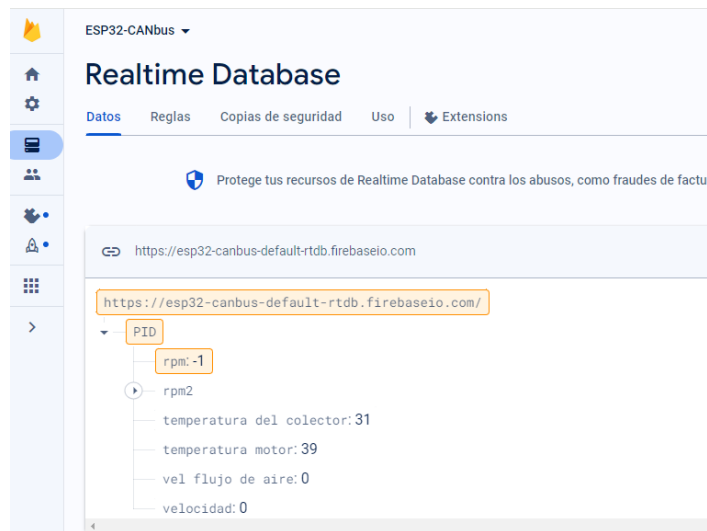 ESP32-CANbus
Realtime Database
Datos Reglas Copias de seguridad Uso Extensions
Protege tus recursos de Realtime Database contra los abusos, como fraudes de factu
https://esp32-canbus-default-rtdb.firebaseio.com
https://esp32-canbus-default-rtdb.firebaseio.com/
PID
rpm: -1
rpm2
temperatura del colector: 31
temperatura motor: 39
vel flujo de aire: 0
velocidad: 0